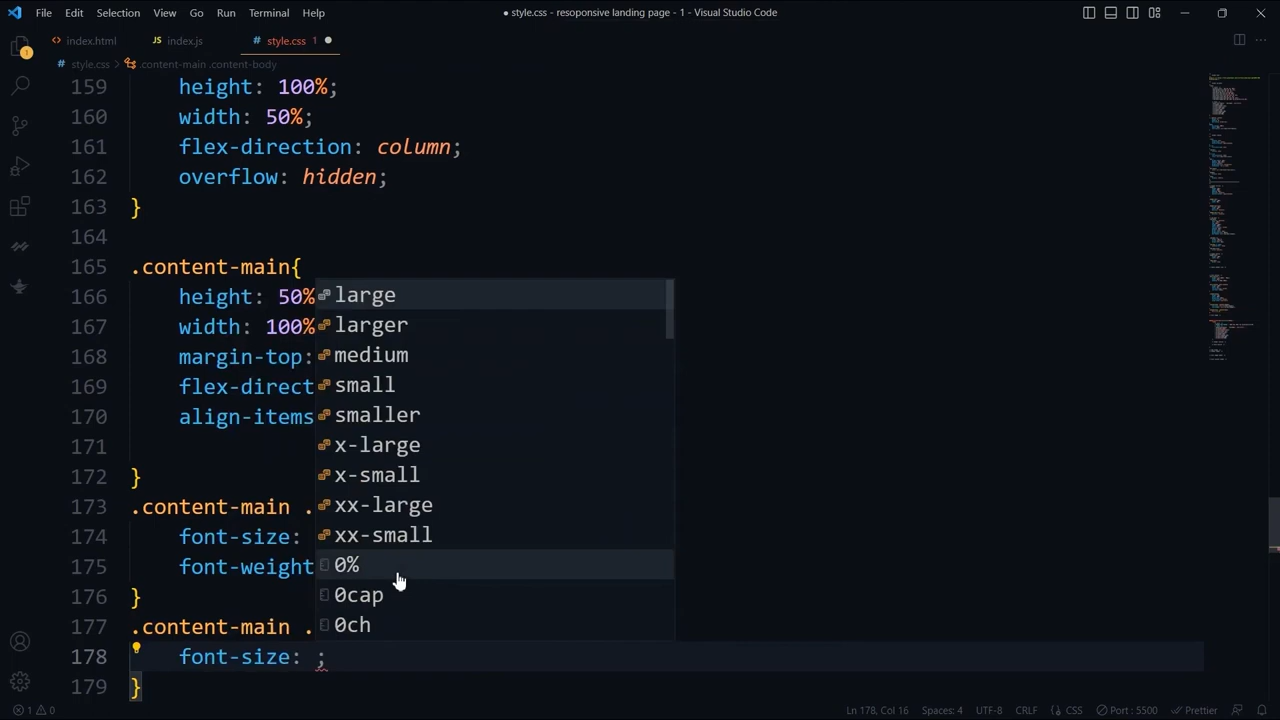 File Edit Selection View Go Run Terminal Help
● style.css - resoponsive landing page - 1 - Visual Studio Code
index.html
JS index.js
# style.css 1 ●
# style.css > .content-main .content-body
159 height: 100%;
160 width: 50%;
161 flex-direction: column;
162 overflow: hidden;
163 }
164
165 .content-main{
166 height: 50%
167 width: 100%
168 margin-top:
169 flex-direct
170 align-items
171
172 }
173 .content-main .
174 font-size:
175 font-weight
176 }
177 .content-main .
178 font-size: ;
179 }
large
larger
medium
small
smaller
x-large
x-small
xx-large
xx-small
0%
0cap
0ch
1
1 0
Ln 178, Col 16 Spaces: 4 UTF-8 CRLF {} CSS Port : 5500 Prettier